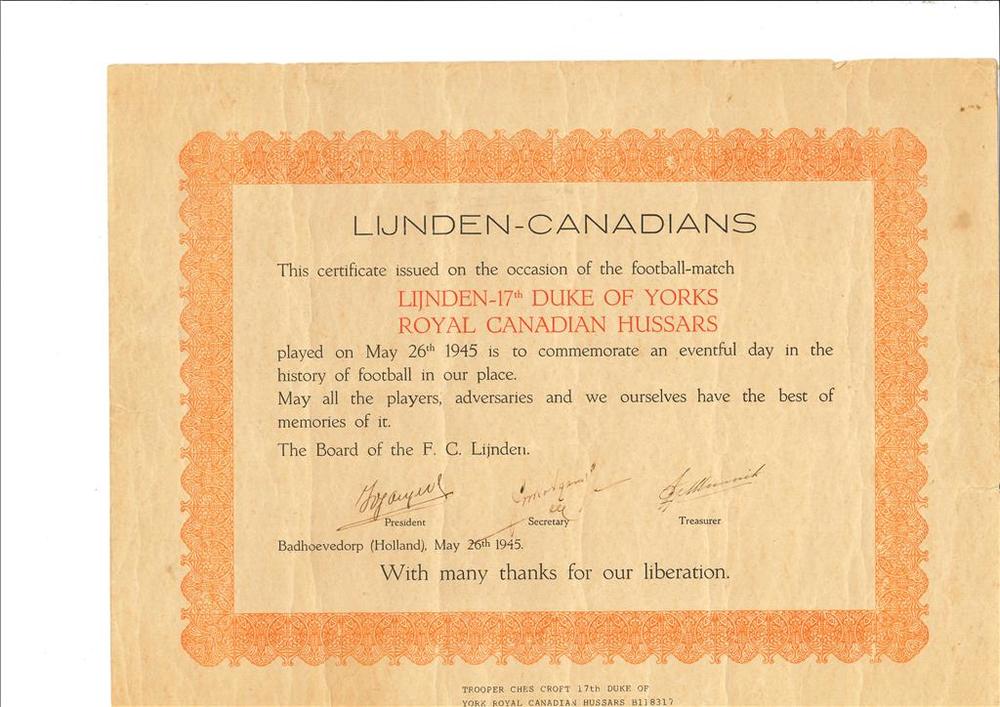 LIJNDEN-CANADIANS
This certificate issued on the occasion of the football-match
LIJNDEN-17th DUKE OF YORKS
ROYAL CANADIAN HUSSARS
played on May 26th 1945 is to commemorate an eventful day in the
history of football in our place.
May all the players, adversaries and we ourselves have the best of
memories of it.
The Board of the F. C. Lijnden.
President Secretary Treasurer
Badhoevedorp (Holland), May 26th 1945.
With many thanks for our liberation.
TROOPER CHES CROFT 17th DUKE OF
YORK ROYAL CANADIAN HUSSARS B118317